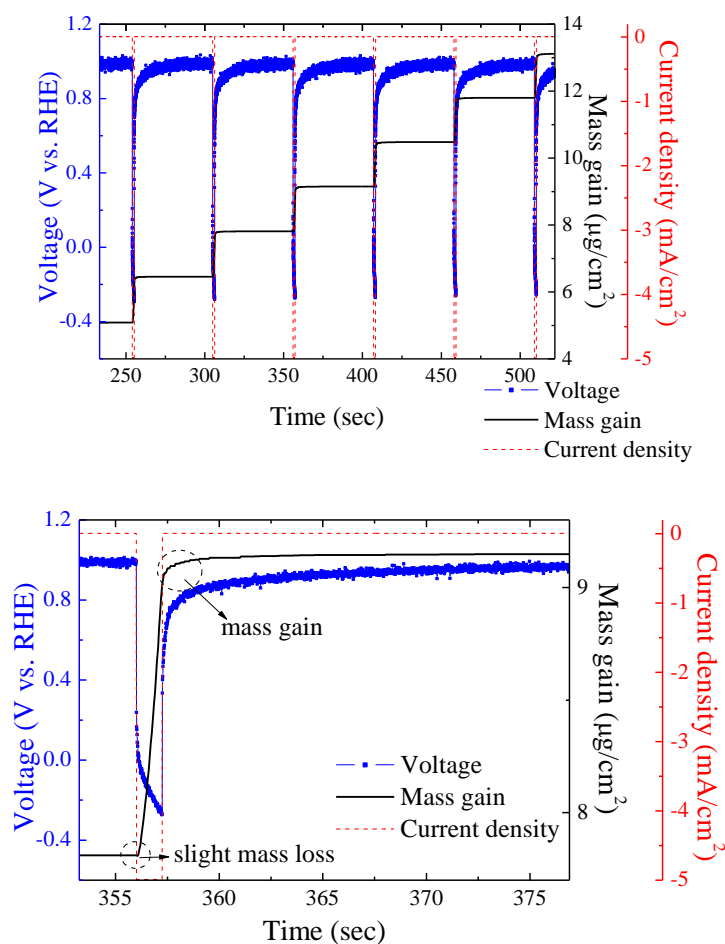 1.2
0.8
0.4
0.0
-0.4
Voltage (V vs. RHE)
250 300 350 400 450 500
Time (sec)
14
12
10
8
6
4
Mass gain (μg/cm²)
0
-1
-2
-3
-4
-5
Current density (mA/cm²)
Voltage
Mass gain
Current density
1.2
0.8
0.4
0.0
-0.4
Voltage (V vs. RHE)
355 360 365 370 375
Time (sec)
9
8
Mass gain (μg/cm²)
0
-1
-2
-3
-4
-5
Current density (mA/cm²)
mass gain
Voltage
Mass gain
Current density
slight mass loss